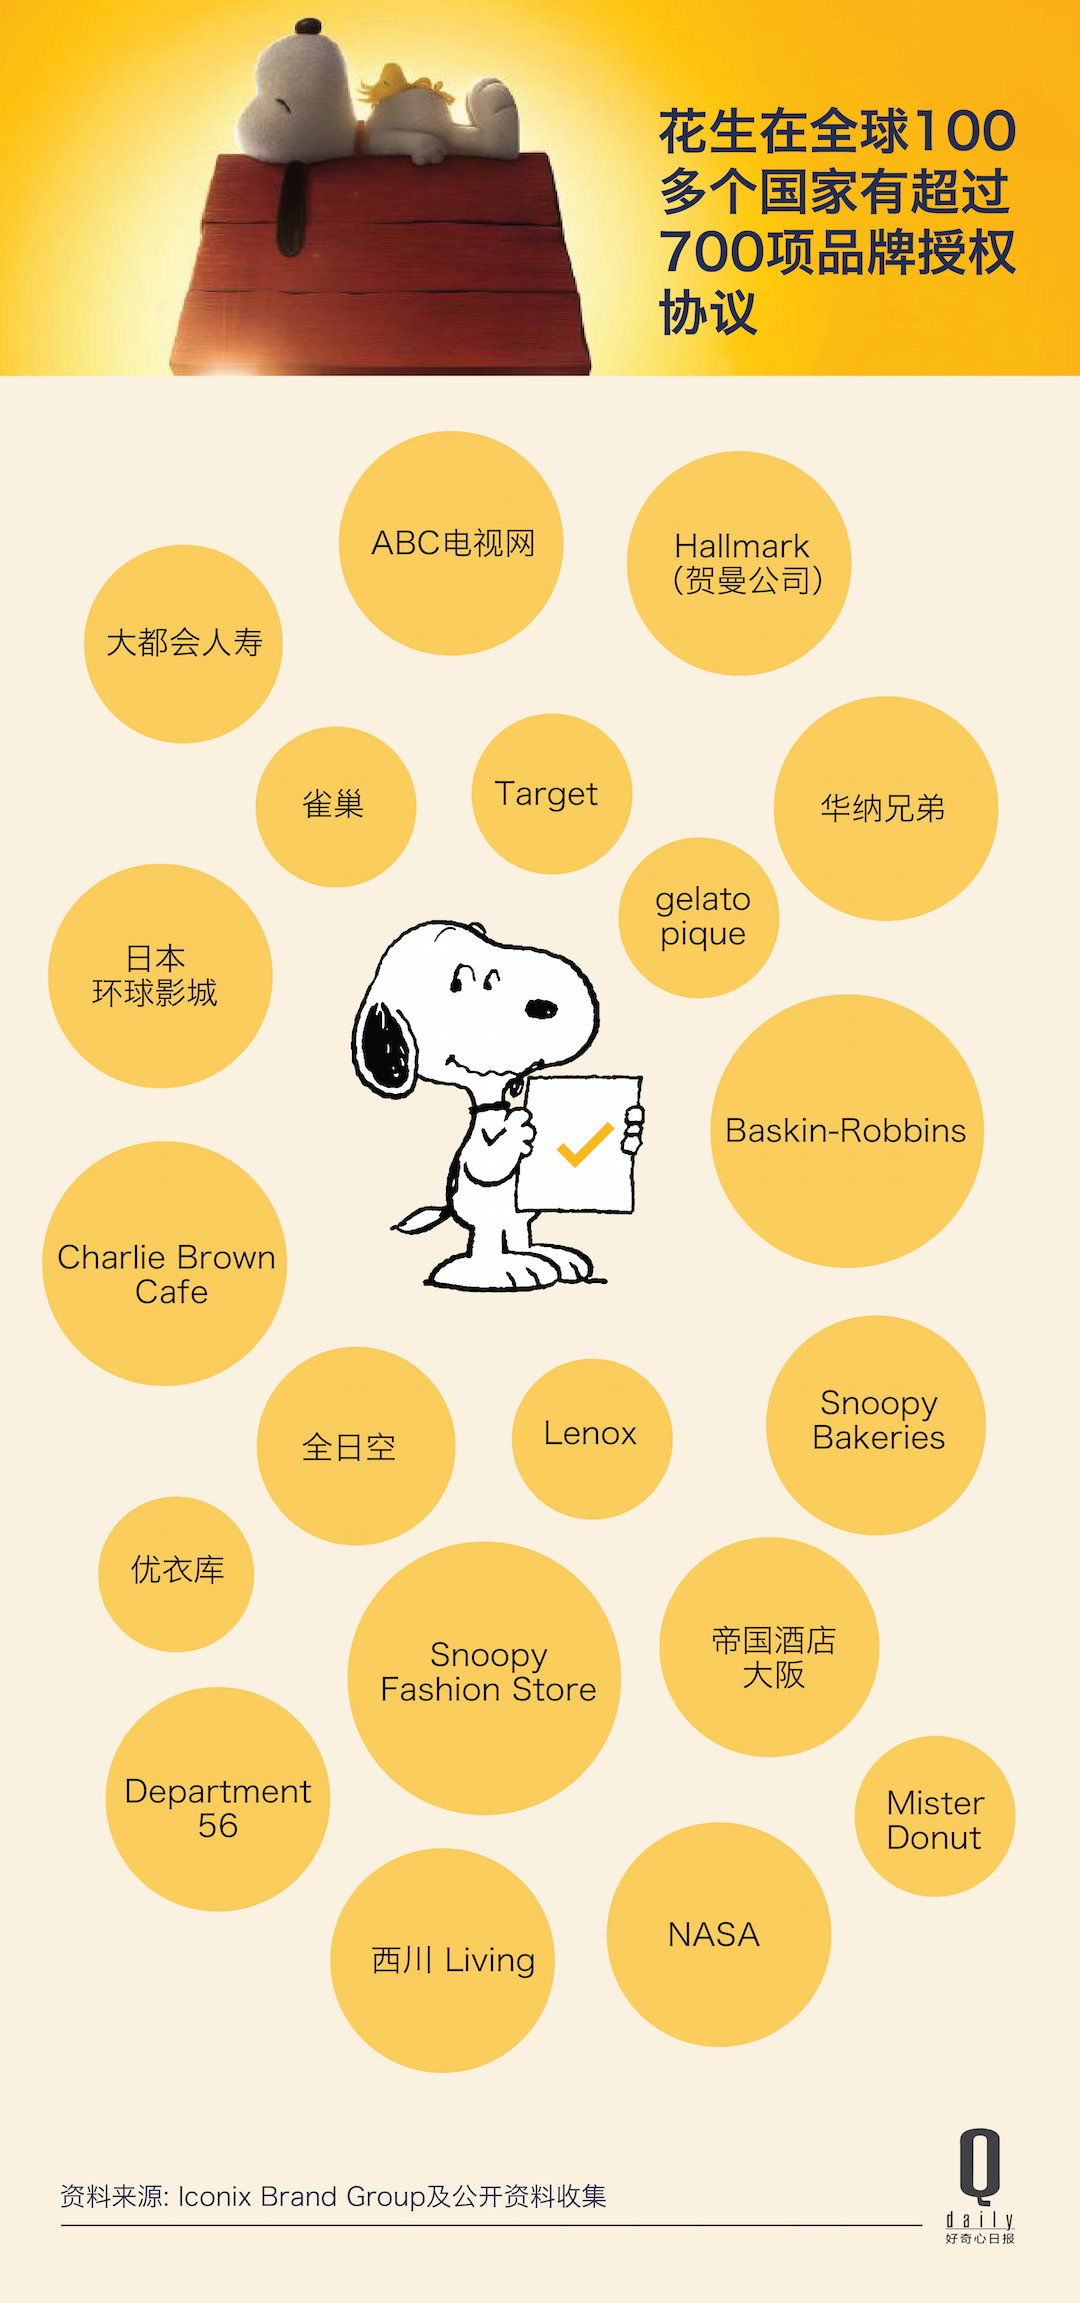 花生在全球100
多个国家有超过
700项品牌授权
协议
ABC电视网
Hallmark
（贺曼公司）
大都会人寿
雀巢
Target
华纳兄弟
gelato
pique
日本
环球影城
Baskin-Robbins
Charlie Brown
Cafe
Snoopy
Bakeries
全日空
Lenox
优衣库
Snoopy
Fashion Store
帝国酒店
大阪
Department
56
Mister
Donut
西川 Living
NASA
资料来源: Iconix Brand Group及公开资料收集
Q
daily
好奇心日报